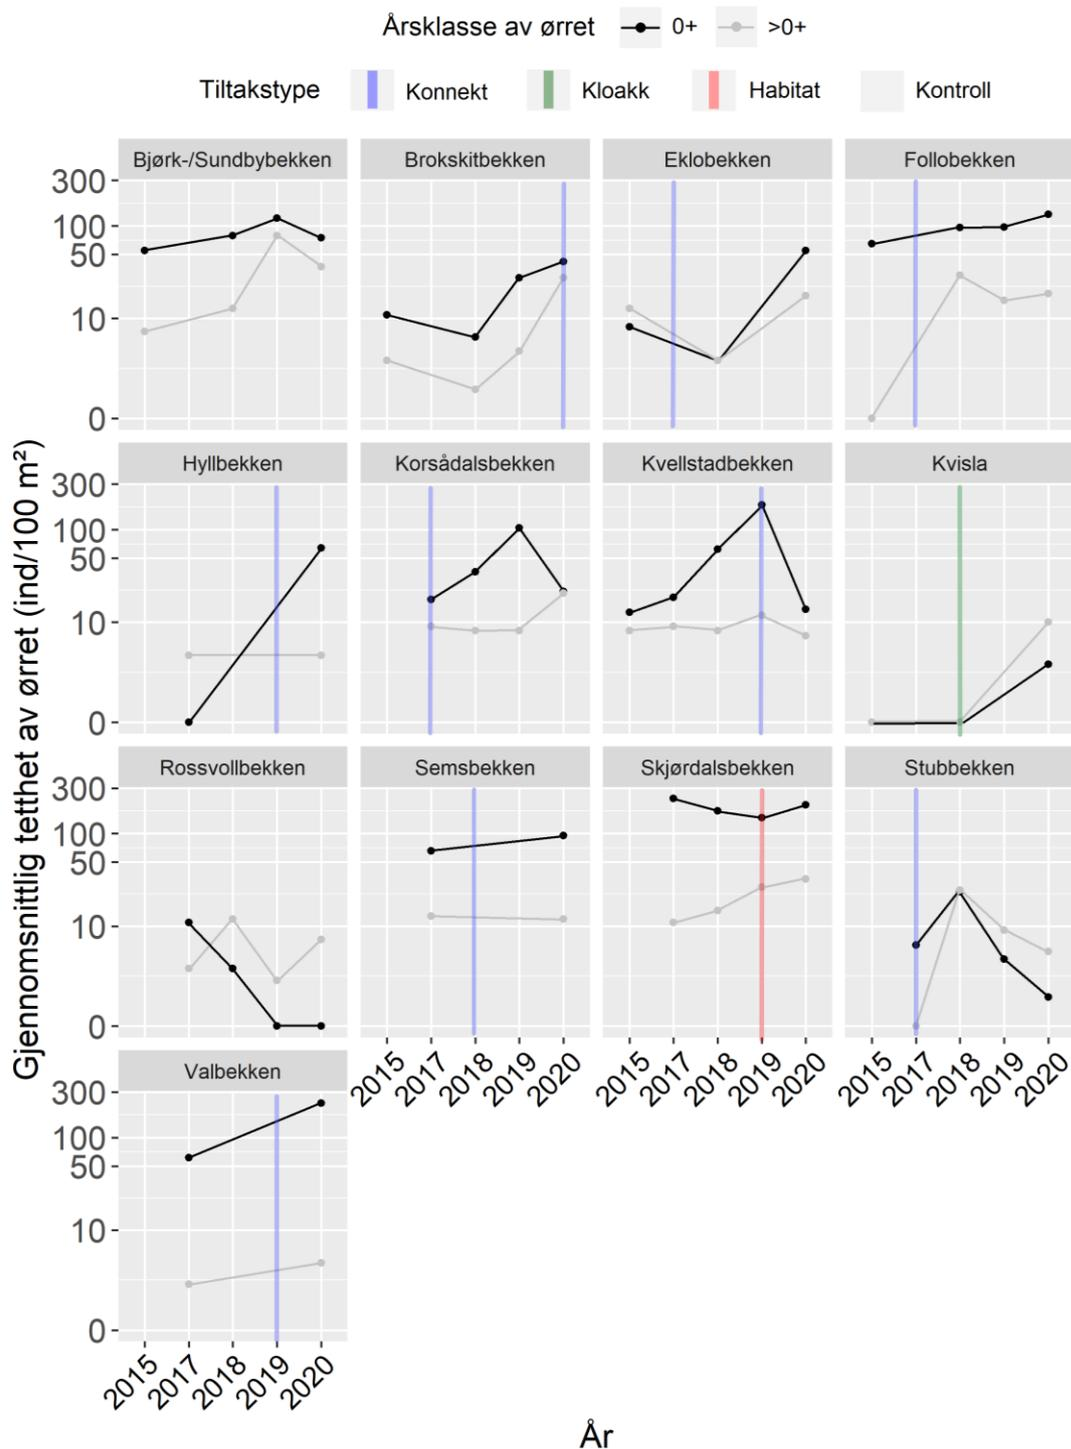 Årsklasse av ørret 0+ >0+
Tiltakstype Konnekt Kloakk Habitat Kontroll
Gjennomsnittlig tetthet av ørret (ind/100 m²)
Bjørk-/Sundbybekken Brokskitbekken Eklobekken Follobekken
300
100
50
10
0
Hyllbekken Korsådalsbekken Kvellstadbekken Kvisla
300
100
50
10
0
Rossvollbekken Semsbekken Skjørdalsbekken Stubbekken
300
100
50
10
0
2015 2017 2018 2019 2020 2015 2017 2018 2019 2020 2015 2017 2018 2019 2020
Valbekken
300
100
50
10
0
2015 2017 2018 2019 2020
År